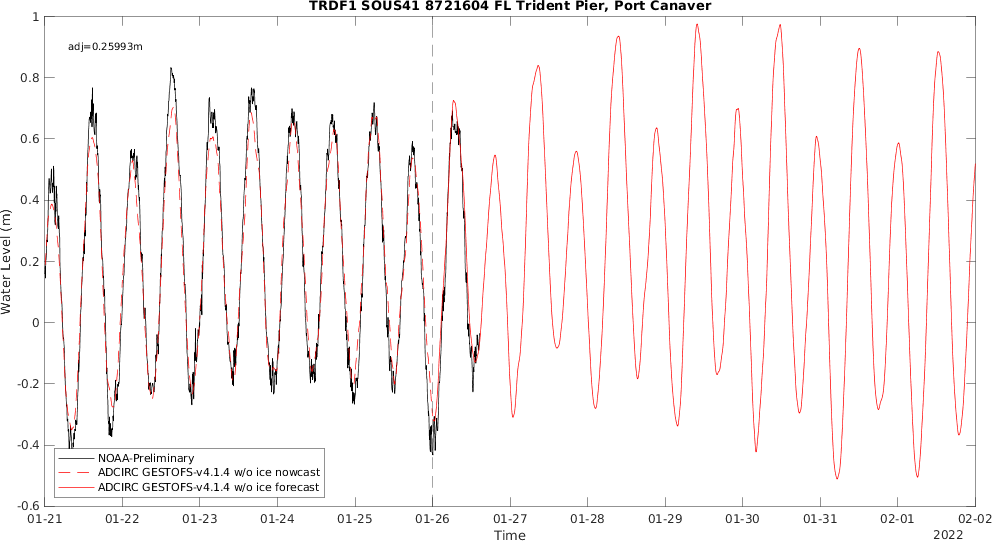 TRDF1 SOUS41 8721604 FL Trident Pier, Port Canaver
adj=0.25993m
1
0.8
0.6
0.4
0.2
0
-0.2
-0.4
-0.6
Water Level (m)
NOAA-Preliminary
ADCIRC GESTOFS-v4.1.4 w/o ice nowcast
ADCIRC GESTOFS-v4.1.4 w/o ice forecast
01-21 01-22 01-23 01-24 01-25 01-26 01-27 01-28 01-29 01-30 01-31 02-01 02-02
Time
2022